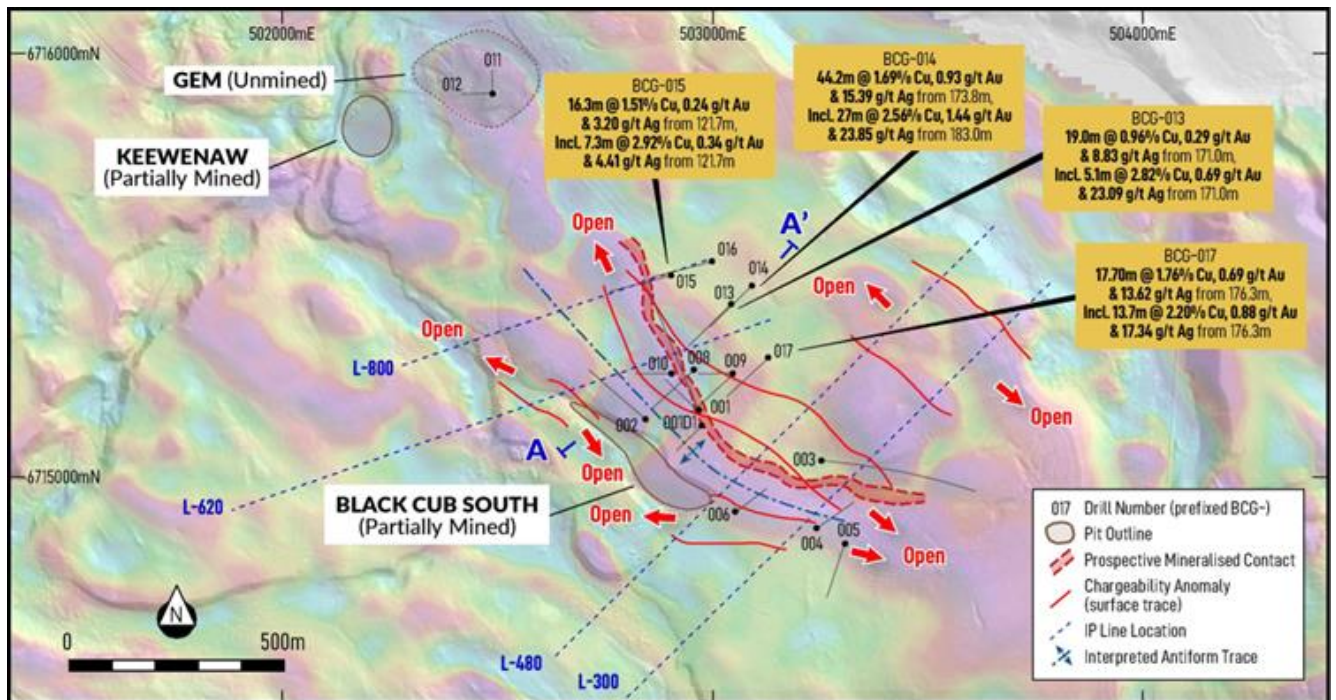 502000mE
503000mE
504000mE
6716000mN
6715000mN
GEM (Unmined)
011
012
KEEWENAW
(Partially Mined)
BCG-015
16.3m @ 1.51% Cu, 0.24 g/t Au
& 3.20 g/t Ag from 121.7m,
Incl. 7.3m @ 2.92% Cu, 0.34 g/t Au
& 4.41 g/t Ag from 121.7m
BCG-014
44.2m @ 1.69% Cu, 0.93 g/t Au
& 15.39 g/t Ag from 173.8m,
Incl. 27m @ 2.56% Cu, 1.44 g/t Au
& 23.85 g/t Ag from 183.0m
BCG-013
19.0m @ 0.96% Cu, 0.29 g/t Au
& 8.83 g/t Ag from 171.0m,
Incl. 5.1m @ 2.82% Cu, 0.69 g/t Au
& 23.09 g/t Ag from 171.0m
BCG-017
17.70m @ 1.76% Cu, 0.69 g/t Au
& 13.62 g/t Ag from 176.3m,
Incl. 13.7m @ 2.20% Cu, 0.88 g/t Au
& 17.34 g/t Ag from 176.3m
Open
A'
016
015
014
013
Open
Open
L-800
010
008
009
017
Open
001
002
001D1
A
Open
003
L-620
BLACK CUB SOUTH
(Partially Mined)
Open
006
004
005
Open
L-480
L-300
N
0
500m
017 Drill Number (prefixed BCG-)
Pit Outline
Prospective Mineralised Contact
Chargeability Anomaly
(surface trace)
IP Line Location
Interpreted Antiform Trace